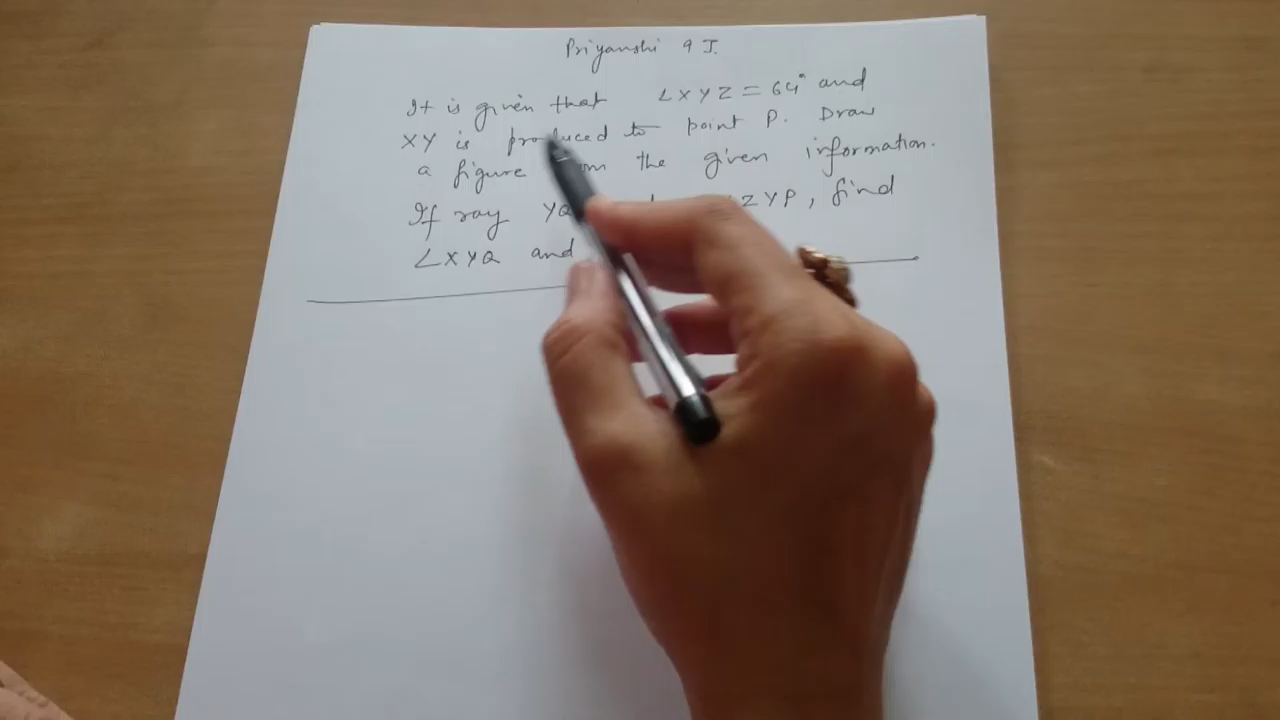 Priyanshi 9 I.
It is given that ∠XYZ = 64° and
XY is produced to point P. Draw
a figure the given information.
If ray ZYP, find
∠XYQ and